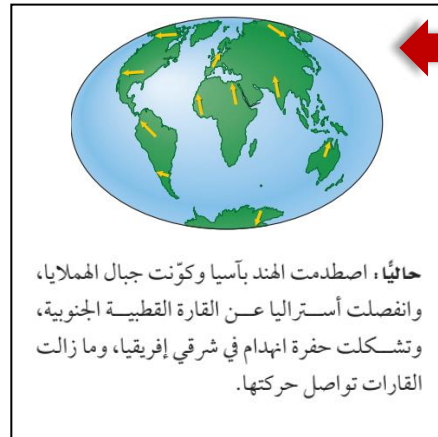 حاليًّا، اصطدمت الهند بآسيا وكوّنت جبال الهملايا،
وانفصلت أستراليا عن القارة القطبية الجنوبية،
وتشكلت حفرة انهدام في شرقي إفريقيا، وما زالت
القارات تواصل حركتها.